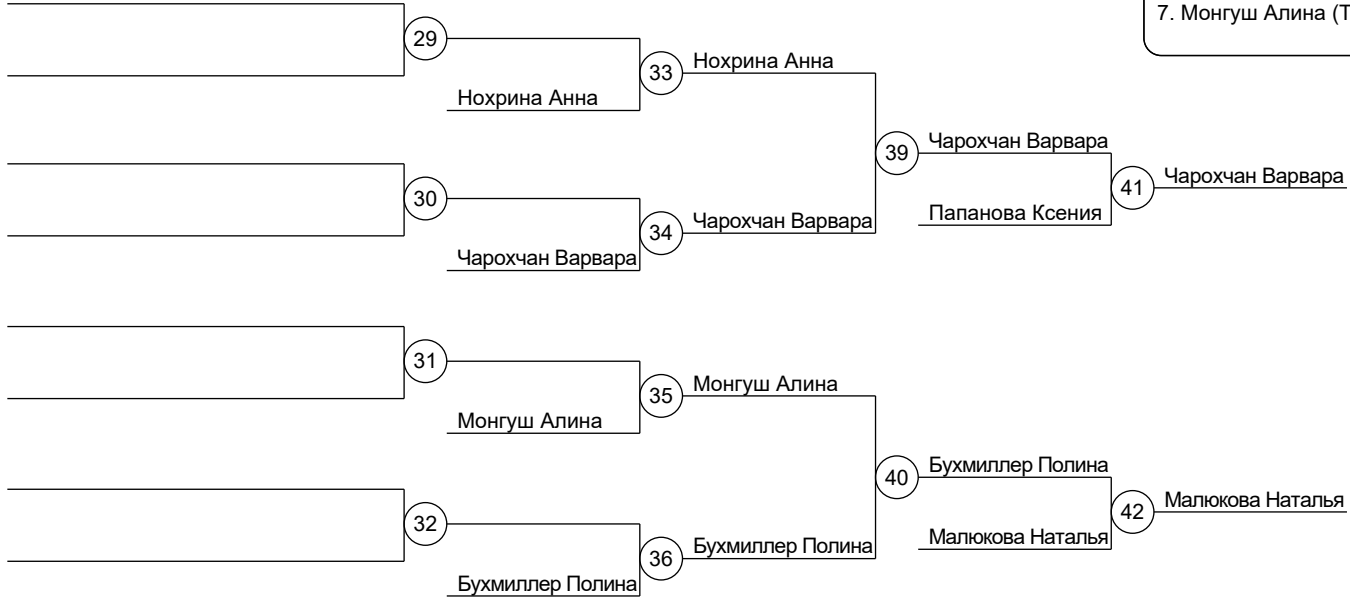 7. Монгуш Алина (Т
29
33 Нохрина Анна
Нохрина Анна
39 Чарохчан Варвара
30
41 Чарохчан Варвара
34 Чарохчан Варвара
Папанова Ксения
Чарохчан Варвара
31
35 Монгуш Алина
Монгуш Алина
40 Бухмиллер Полина
32
42 Малюкова Наталья
36 Бухмиллер Полина
Малюкова Наталья
Бухмиллер Полина